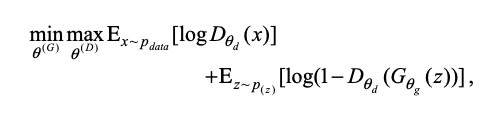 min max E_{x~p_{data}} [log D_{θ_d} (x)]
θ^{(G)} θ^{(D)}
+E_{z~p_{(z)}} [log(1−D_{θ_d} (G_{θ_g} (z))],